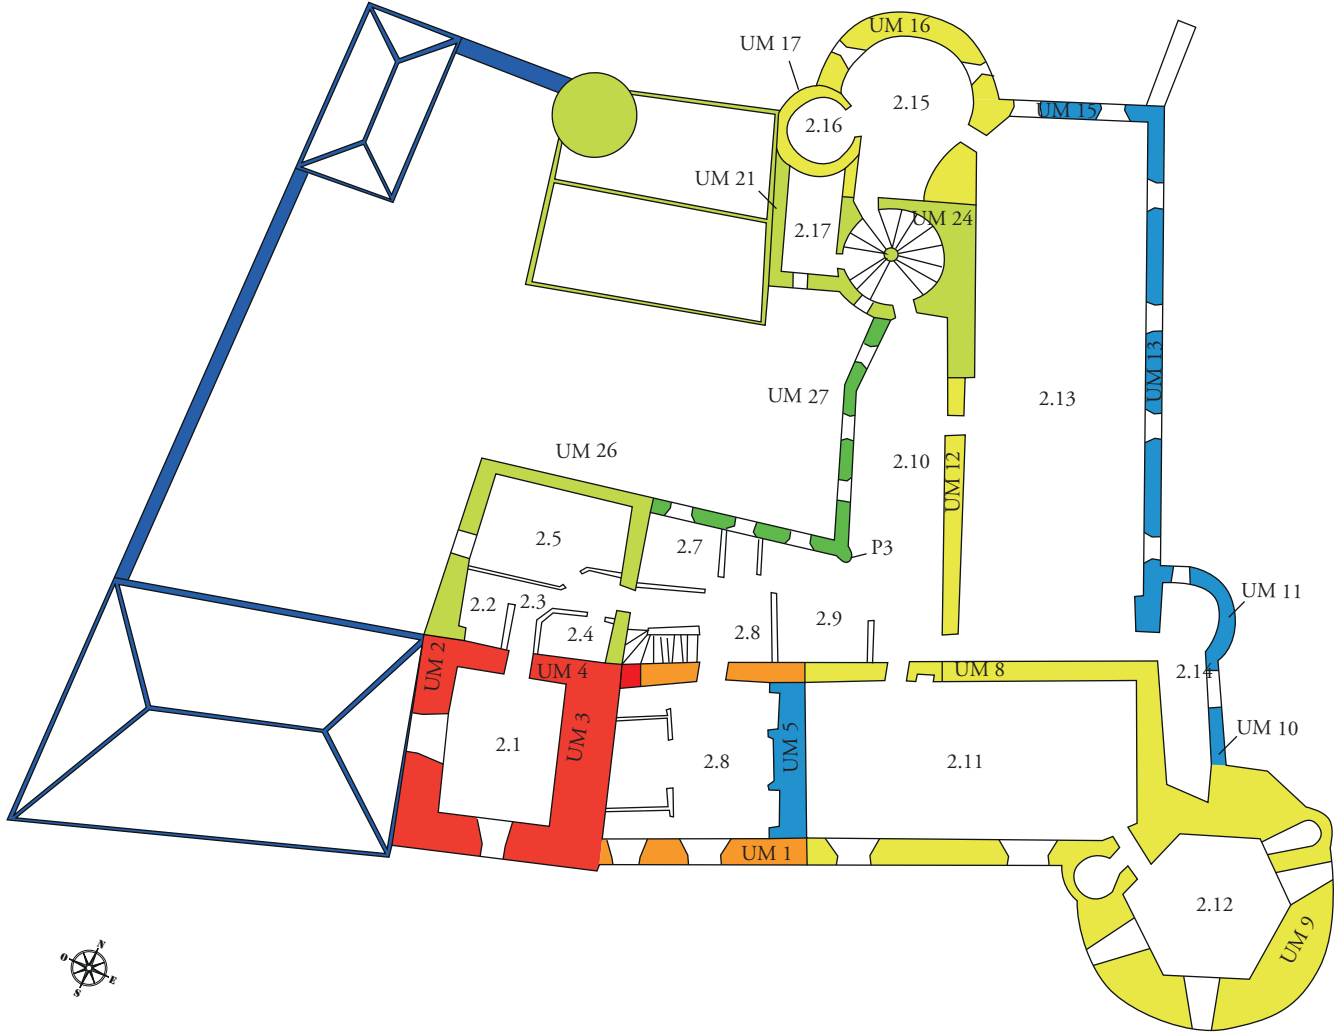 UM 16
UM 17
2.15
UM 15
2.16
UM 21
UM 24
2.17
UM 13
UM 27
2.13
UM 26
2.10
UM 12
2.5
2.7
P3
UM 11
2.2
2.3
2.4
2.8
2.9
UM 2
UM 4
UM 8
2.14
UM 3
2.1
2.8
UM 5
2.11
UM 10
UM 1
2.12
UM 9
N
O
E
S